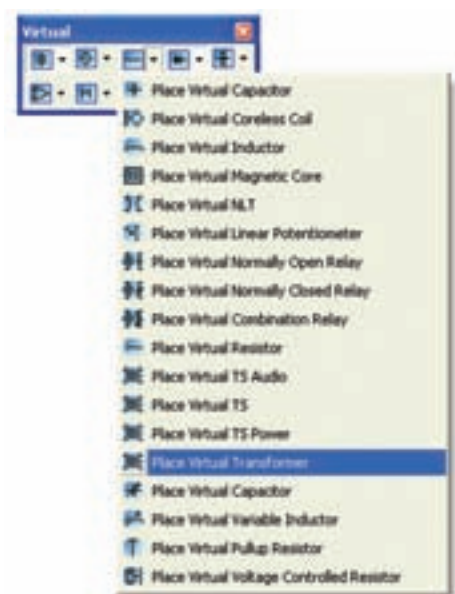 Virtual
Place Virtual Capacitor
Place Virtual Coreless Coil
Place Virtual Inductor
Place Virtual Magnetic Core
Place Virtual NLT
Place Virtual Linear Potentiometer
Place Virtual Normally Open Relay
Place Virtual Normally Closed Relay
Place Virtual Combination Relay
Place Virtual Resistor
Place Virtual TS Audio
Place Virtual TS
Place Virtual TS Power
Place Virtual Transformer
Place Virtual Capacitor
Place Virtual Variable Inductor
Place Virtual Pullup Resistor
Place Virtual Voltage Controlled Resistor